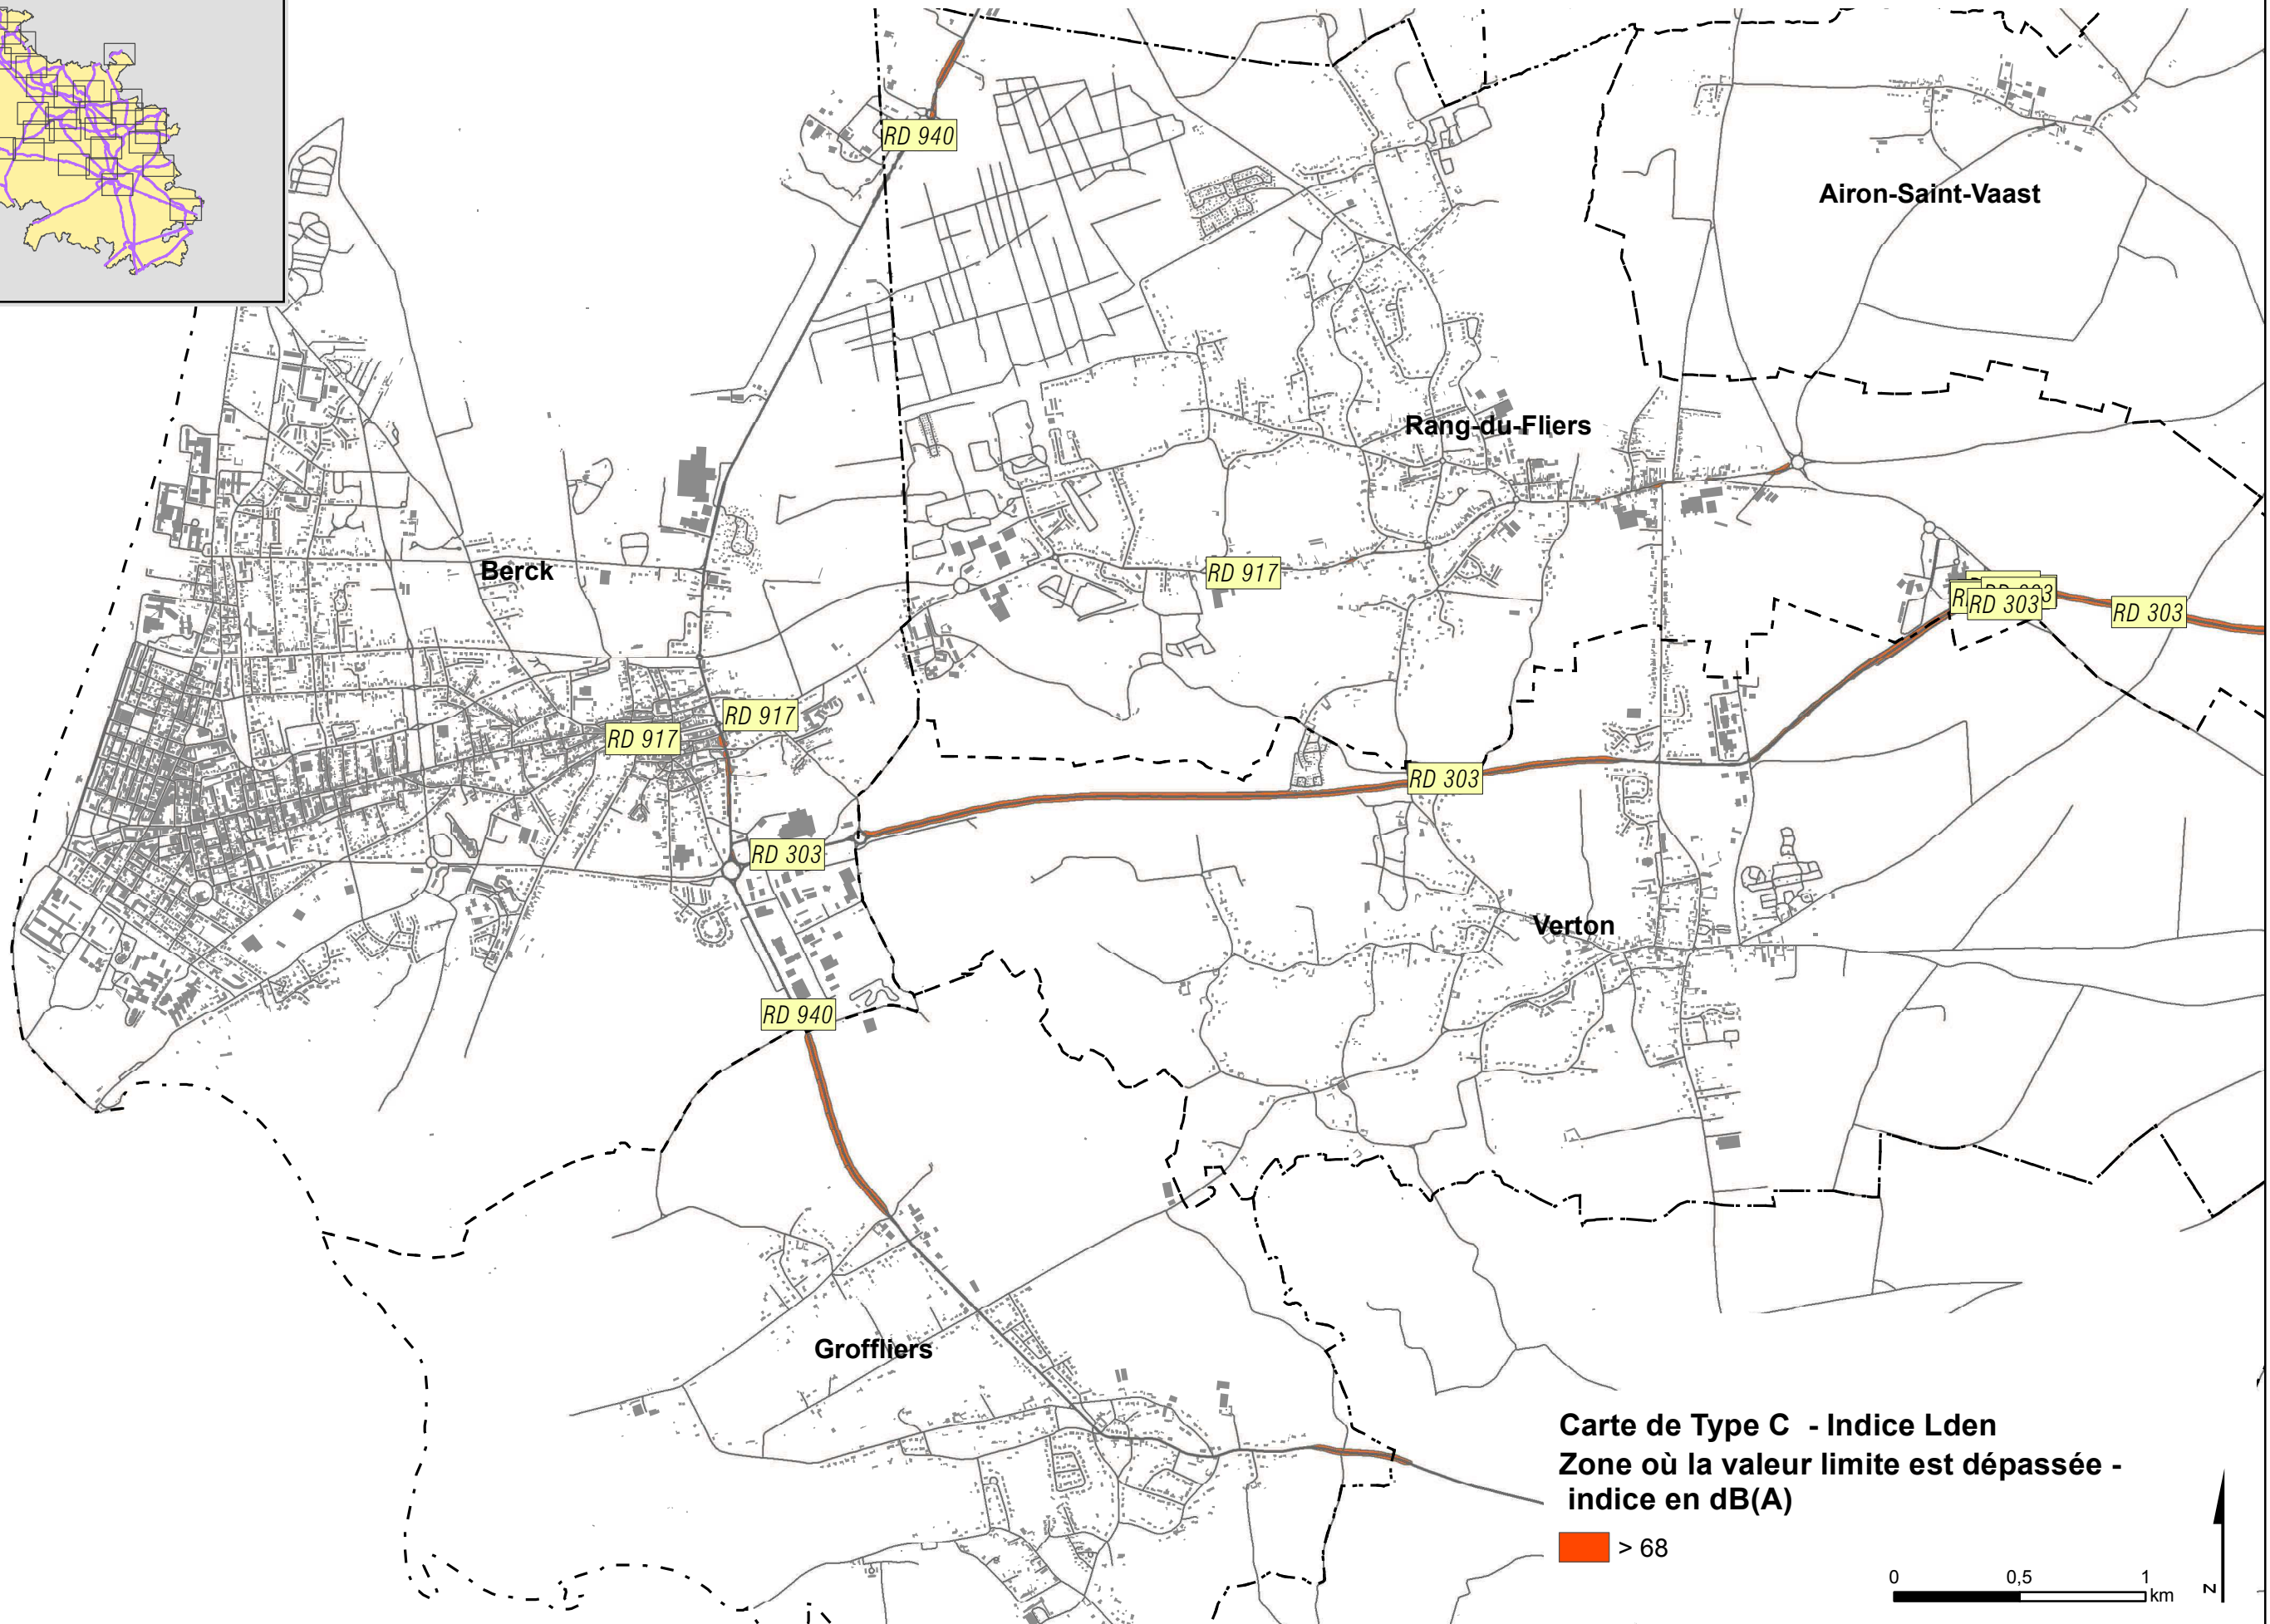 RD 940
Airon-Saint-Vaast
Rang-du-Fliers
Berck
RD 917
RD 303
RD 303
RD 917
RD 917
RD 303
RD 303
Verton
RD 940
Groffliers
Carte de Type C - Indice Lden
Zone où la valeur limite est dépassée -
indice en dB(A)
> 68
0 0,5 1
km
N